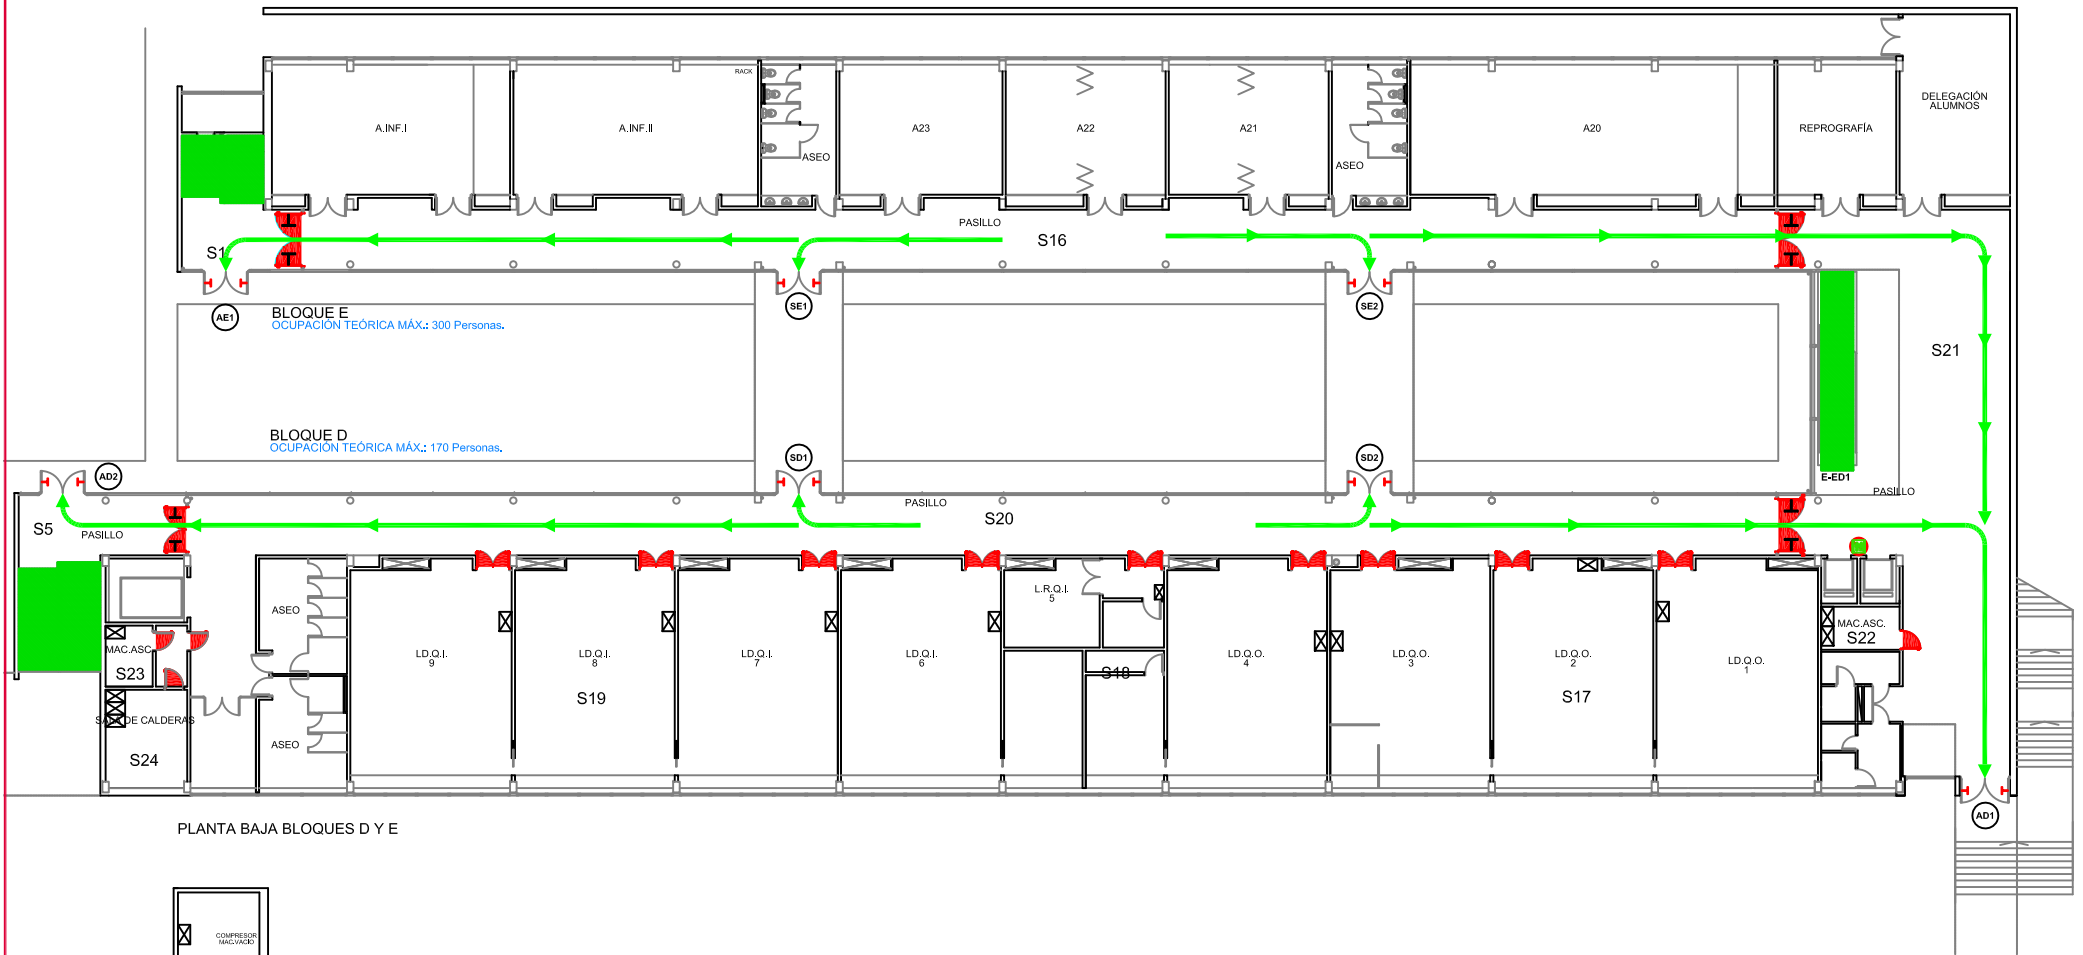 RACK
DELEGACIÓN
ALUMNOS
A.INF.I
A.INF.II
A23
A22
A21
A20
REPROGRAFÍA
ASEO
ASEO
PASILLO
S1
S16
AE1
SE1
SE2
BLOQUE E
OCUPACIÓN TEÓRICA MÁX.: 300 Personas.
S21
BLOQUE D
OCUPACIÓN TEÓRICA MÁX.: 170 Personas.
AD2
SD1
SD2
E-ED1
PASILLO
PASILLO
S20
S5
PASILLO
L.R.Q.I.
5
ASEO
MAC.ASC.
S22
MAC.ASC.
S23
LD.Q.I.
9
LD.Q.I.
8
LD.Q.I.
7
LD.Q.I.
6
S18
LD.Q.O.
4
LD.Q.O.
3
LD.Q.O.
2
LD.Q.O.
1
S19
S17
SALA DE CALDERAS
S24
ASEO
AD1
PLANTA BAJA BLOQUES D Y E
COMPRESOR
MAC.VACÍO